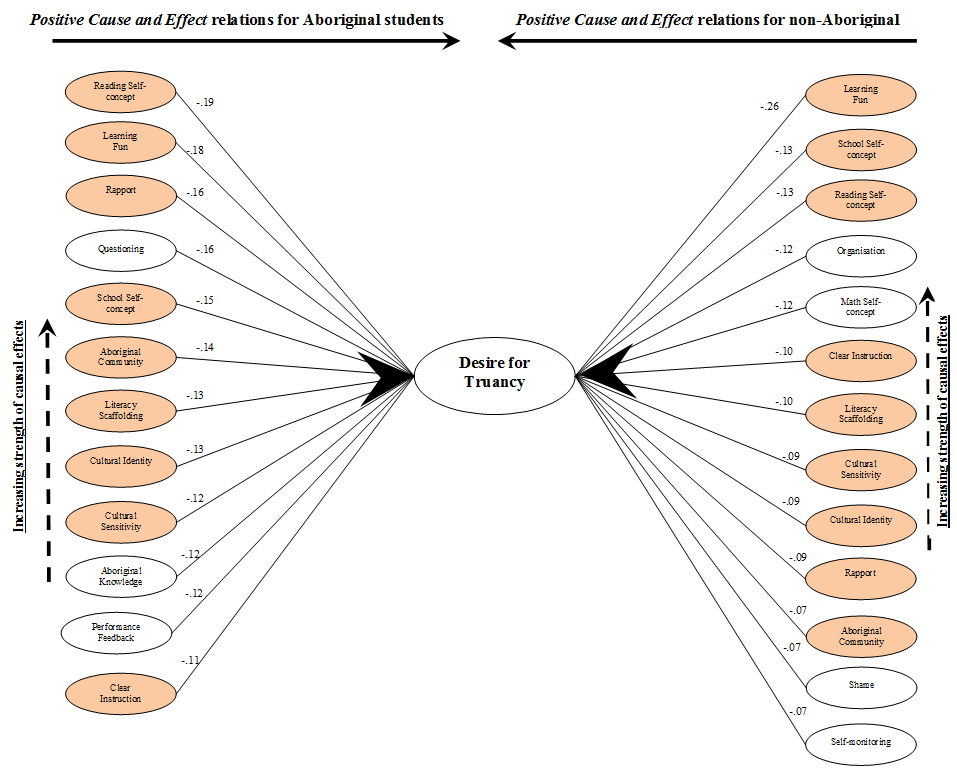 Positive Cause and Effect relations for Aboriginal students
Positive Cause and Effect relations for non-Aboriginal
Reading Self-
concept
-.19
Learning
Fun
-.18
Rapport
-.16
Questioning
-.16
School Self-
concept
-.15
Aboriginal
Community
-.14
Literacy
Scaffolding
-.13
Cultural Identity
-.13
Cultural
Sensitivity
-.12
Aboriginal
Knowledge
-.12
Performance
Feedback
-.12
Clear
Instruction
-.11
Increasing strength of causal effects
Desire for
Truancy
Learning
Fun
-.26
School Self-
concept
-.13
Reading Self-
concept
-.13
Organisation
-.12
Math Self-
concept
-.12
Clear Instruction
-.10
Literacy
Scaffolding
-.10
Cultural
Sensitivity
-.09
Cultural Identity
-.09
Rapport
-.09
Aboriginal
Community
-.07
Shame
-.07
Self-monitoring
-.07
Increasing strength of causal effects